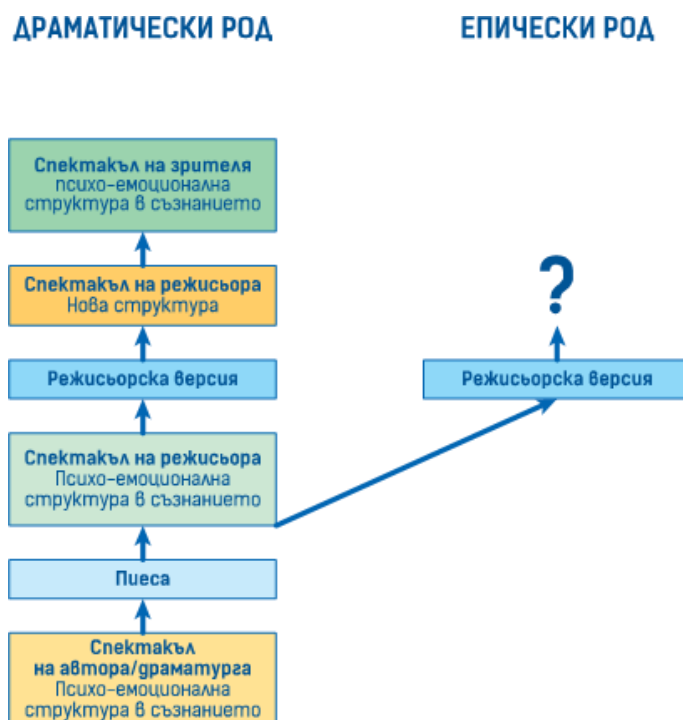 ДРАМАТИЧЕСКИ РОД
ЕПИЧЕСКИ РОД
Спектакъл на зрителя
психо-емоционална
структура в съзнанието
Спектакъл на режисьора
Нова структура
?
Режисьорска версия
Режисьорска версия
Спектакъл на режисьора
Психо-емоционална
структура в съзнанието
Пиеса
Спектакъл
на автора/драматурга
Психо-емоционална
структура в съзнанието